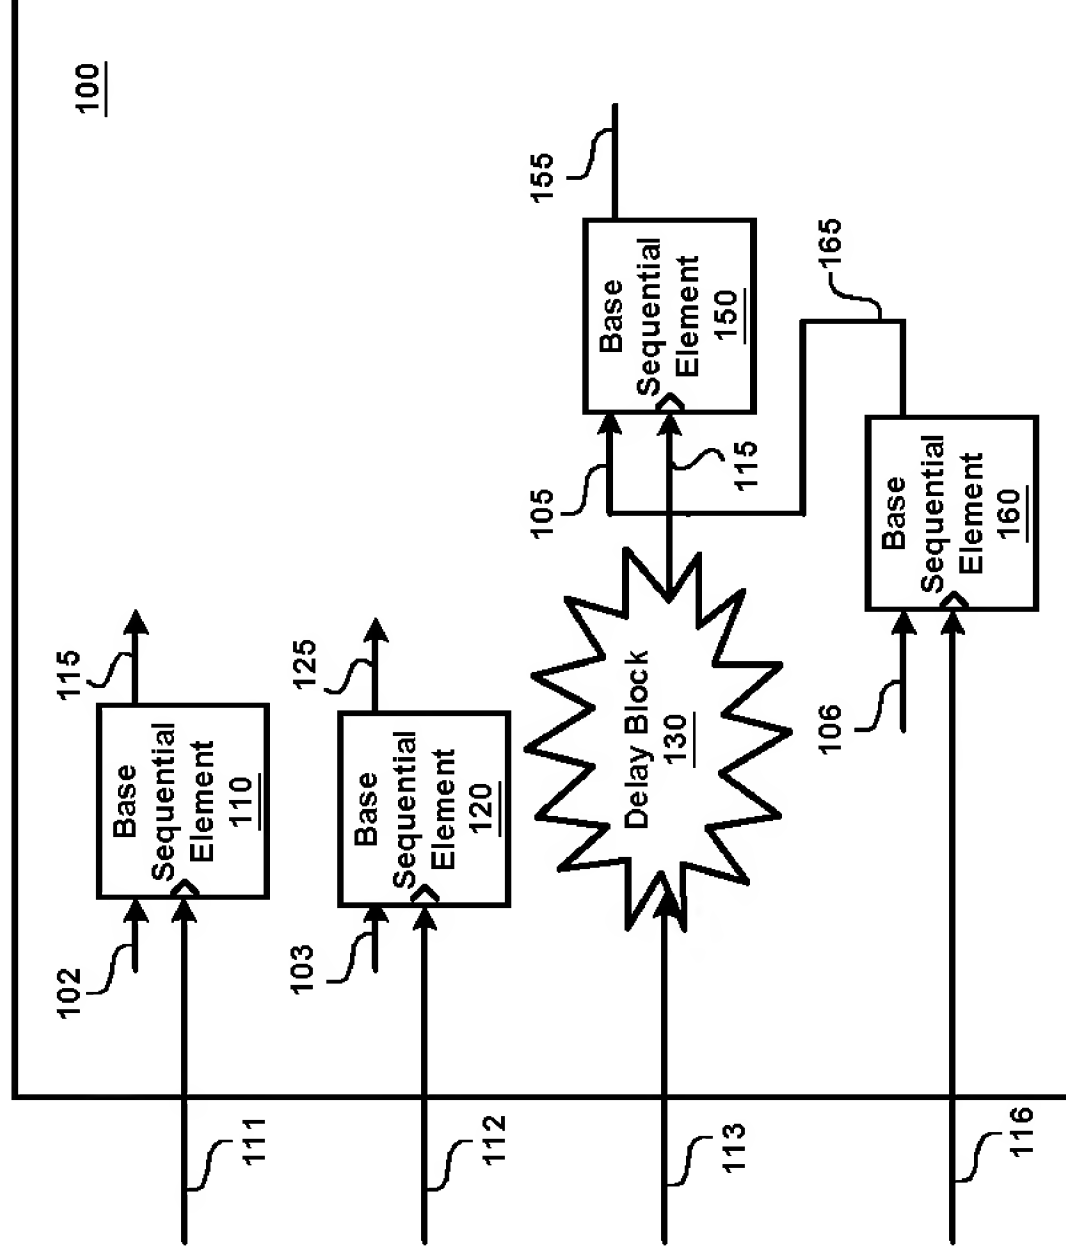 100
115
102
Base
Sequential
Element
110
111
125
103
Base
Sequential
Element
120
112
Delay Block
130
113
155
105
115
Base
Sequential
Element
150
165
106
Base
Sequential
Element
160
116